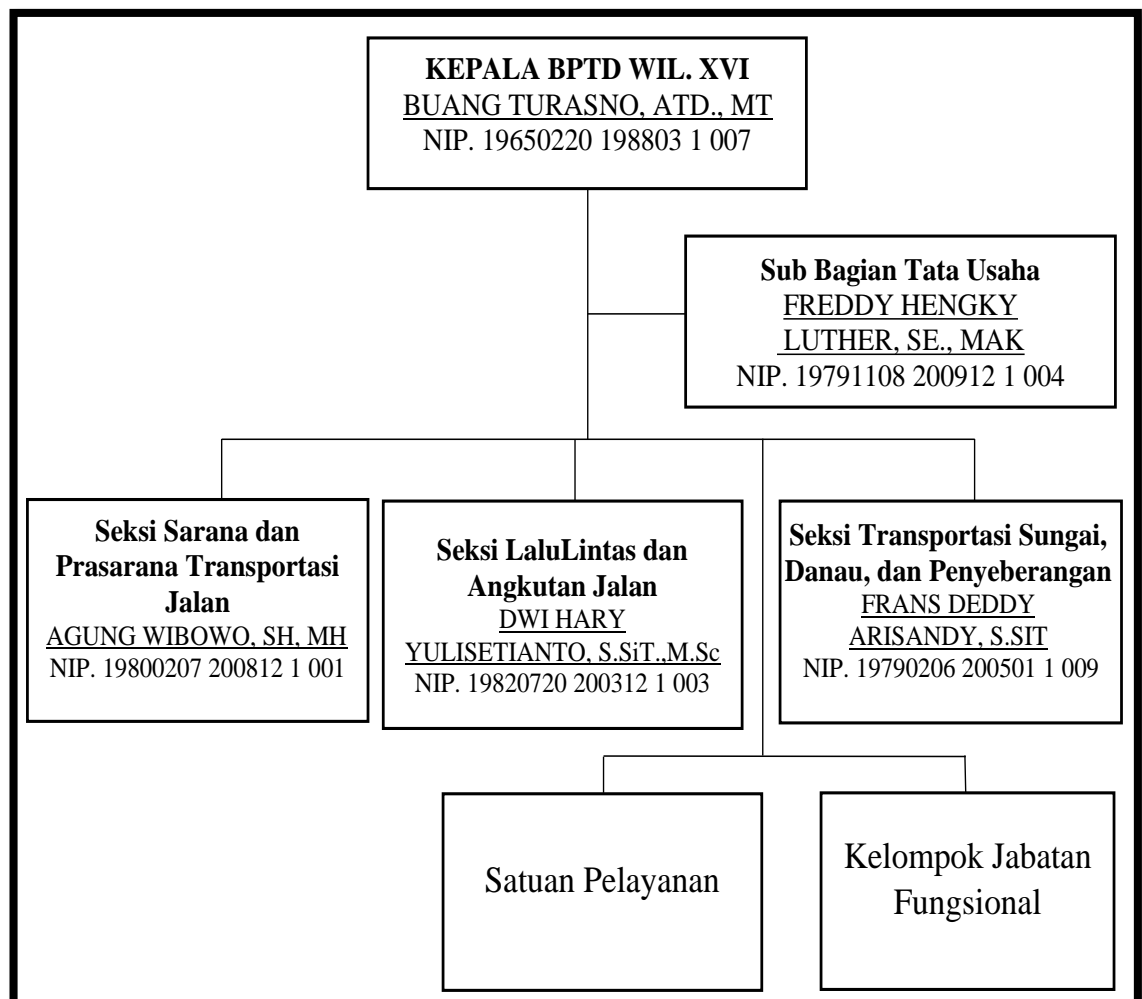 KEPALA BPTD WIL. XVI
BUANG TURASNO, ATD., MT
NIP. 19650220 198803 1 007
Sub Bagian Tata Usaha
FREDDY HENGKY
LUTHER, SE., MAK
NIP. 19791108 200912 1 004
Seksi Sarana dan
Prasarana Transportasi
Jalan
AGUNG WIBOWO, SH, MH
NIP. 19800207 200812 1 001
Seksi LaluLintas dan
Angkutan Jalan
DWI HARY
YULISETIANTO, S.SiT.,M.Sc
NIP. 19820720 200312 1 003
Seksi Transportasi Sungai,
Danau, dan Penyeberangan
FRANS DEDDY
ARISANDY, S.SIT
NIP. 19790206 200501 1 009
Satuan Pelayanan
Kelompok Jabatan
Fungsional